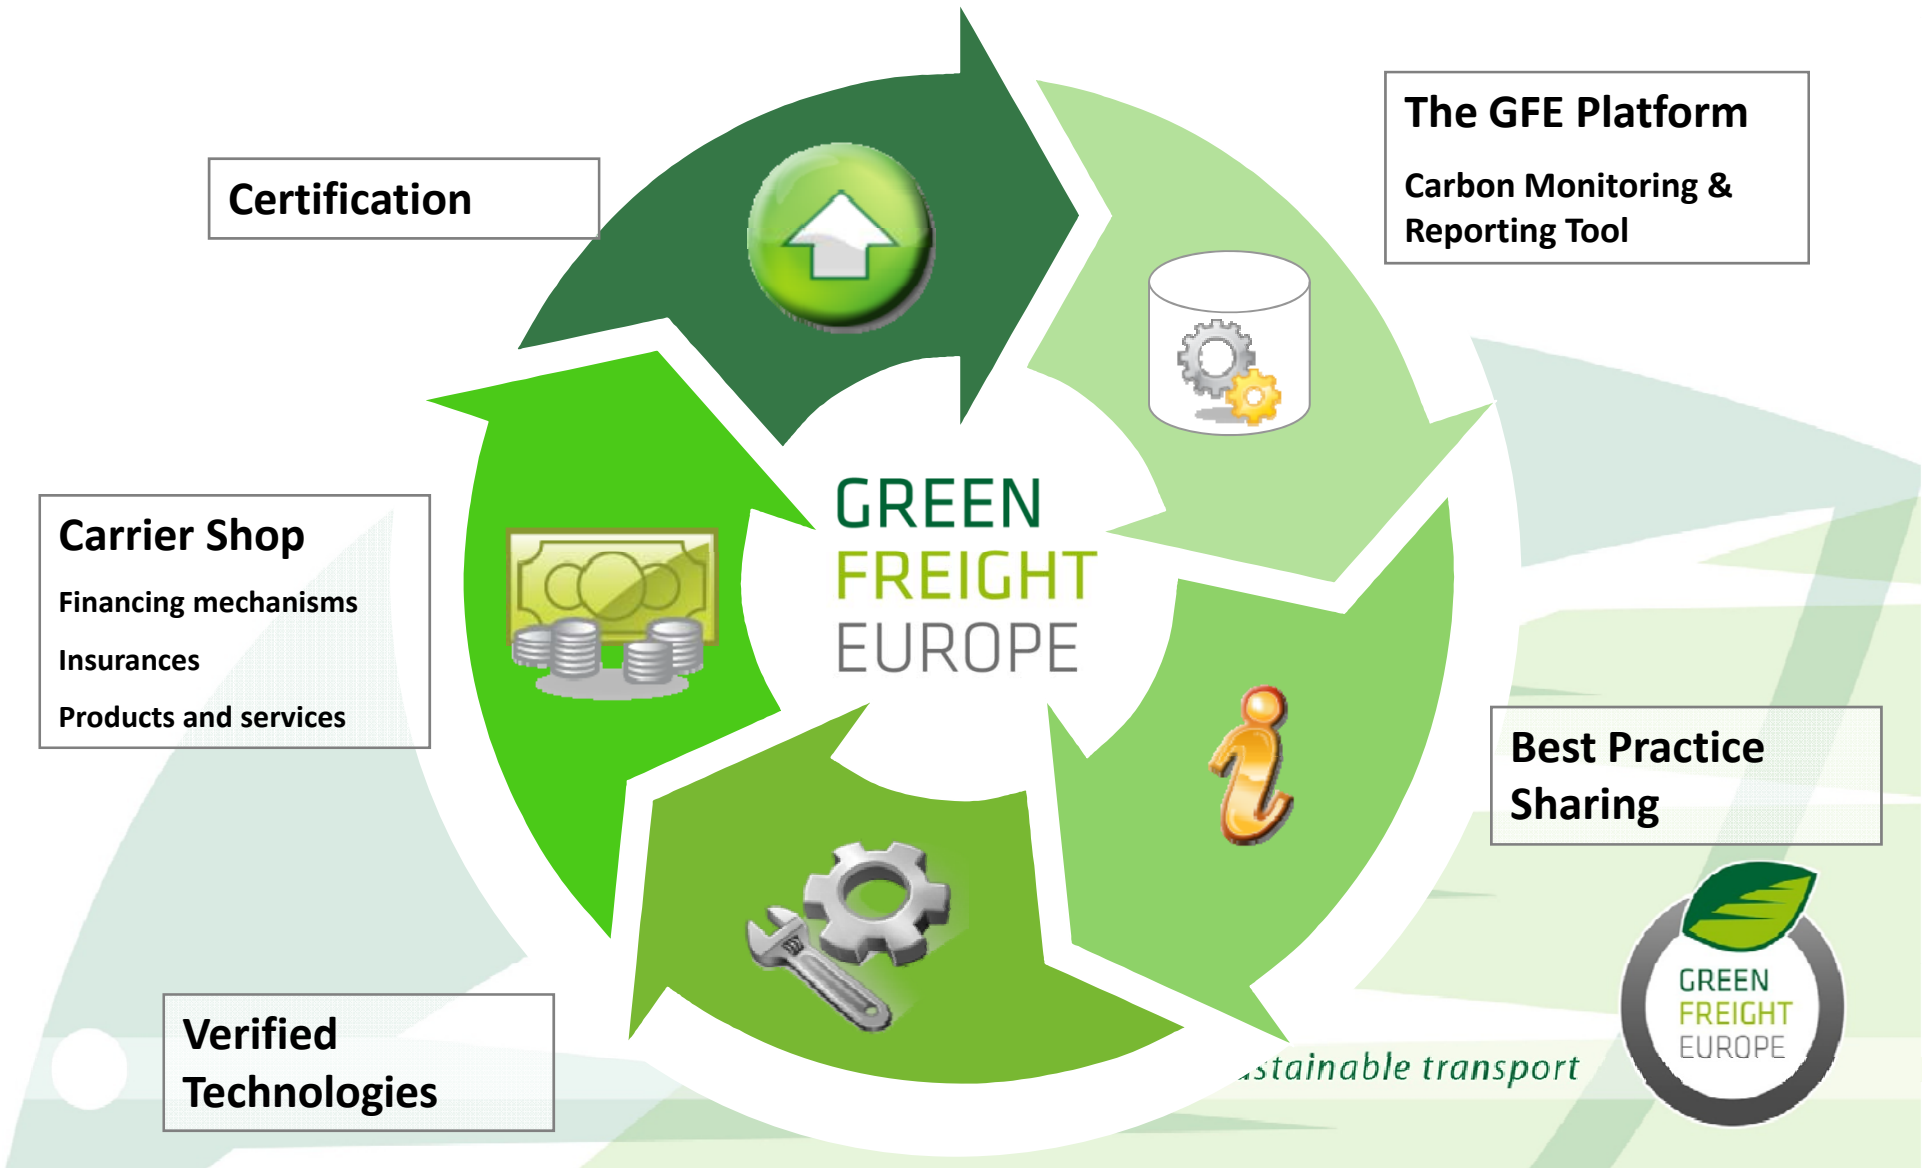 Certification
The GFE Platform
Carbon Monitoring &
Reporting Tool
Carrier Shop
Financing mechanisms
Insurances
Products and services
GREEN
FREIGHT
EUROPE
Best Practice
Sharing
Verified
Technologies
transport
GREEN
FREIGHT
EUROPE